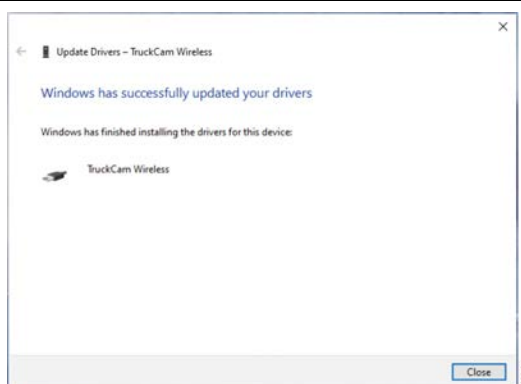 Update Drivers – TruckCam Wireless
Windows has successfully updated your drivers
Windows has finished installing the drivers for this device:
TruckCam Wireless
Close